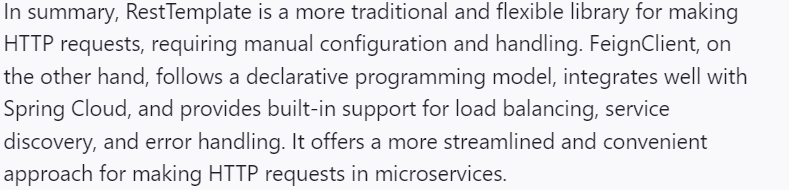 In summary, RestTemplate is a more traditional and flexible library for making
HTTP requests, requiring manual configuration and handling. FeignClient, on
the other hand, follows a declarative programming model, integrates well with
Spring Cloud, and provides built-in support for load balancing, service
discovery, and error handling. It offers a more streamlined and convenient
approach for making HTTP requests in microservices.